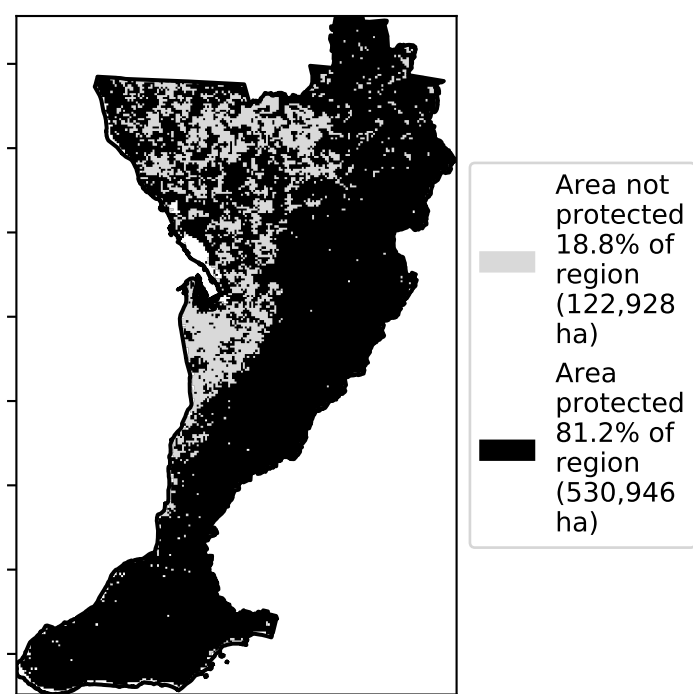 Area not
protected
18.8% of
region
(122,928
ha)
Area
protected
81.2% of
region
(530,946
ha)